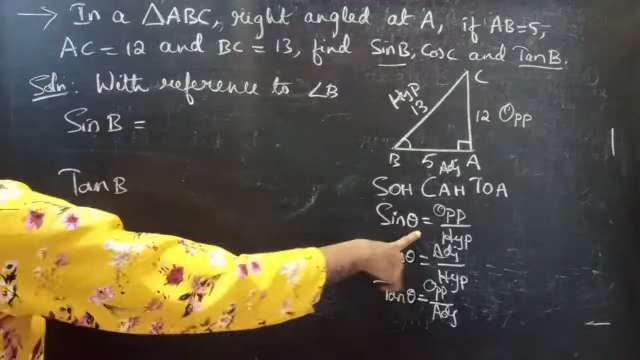 → In a △ABC, right angled at A, if AB=5,
AC=12 and BC=13, find SinB, CosC and TanB.
Soln: With reference to ∠B
SinB =
TanB
C
Hyp
13
12 Opp
B 5 Adj A
SOH CAH TOA
Sinθ = Opp/Hyp
θ = Adj/Hyp
Tanθ = Opp/Adj